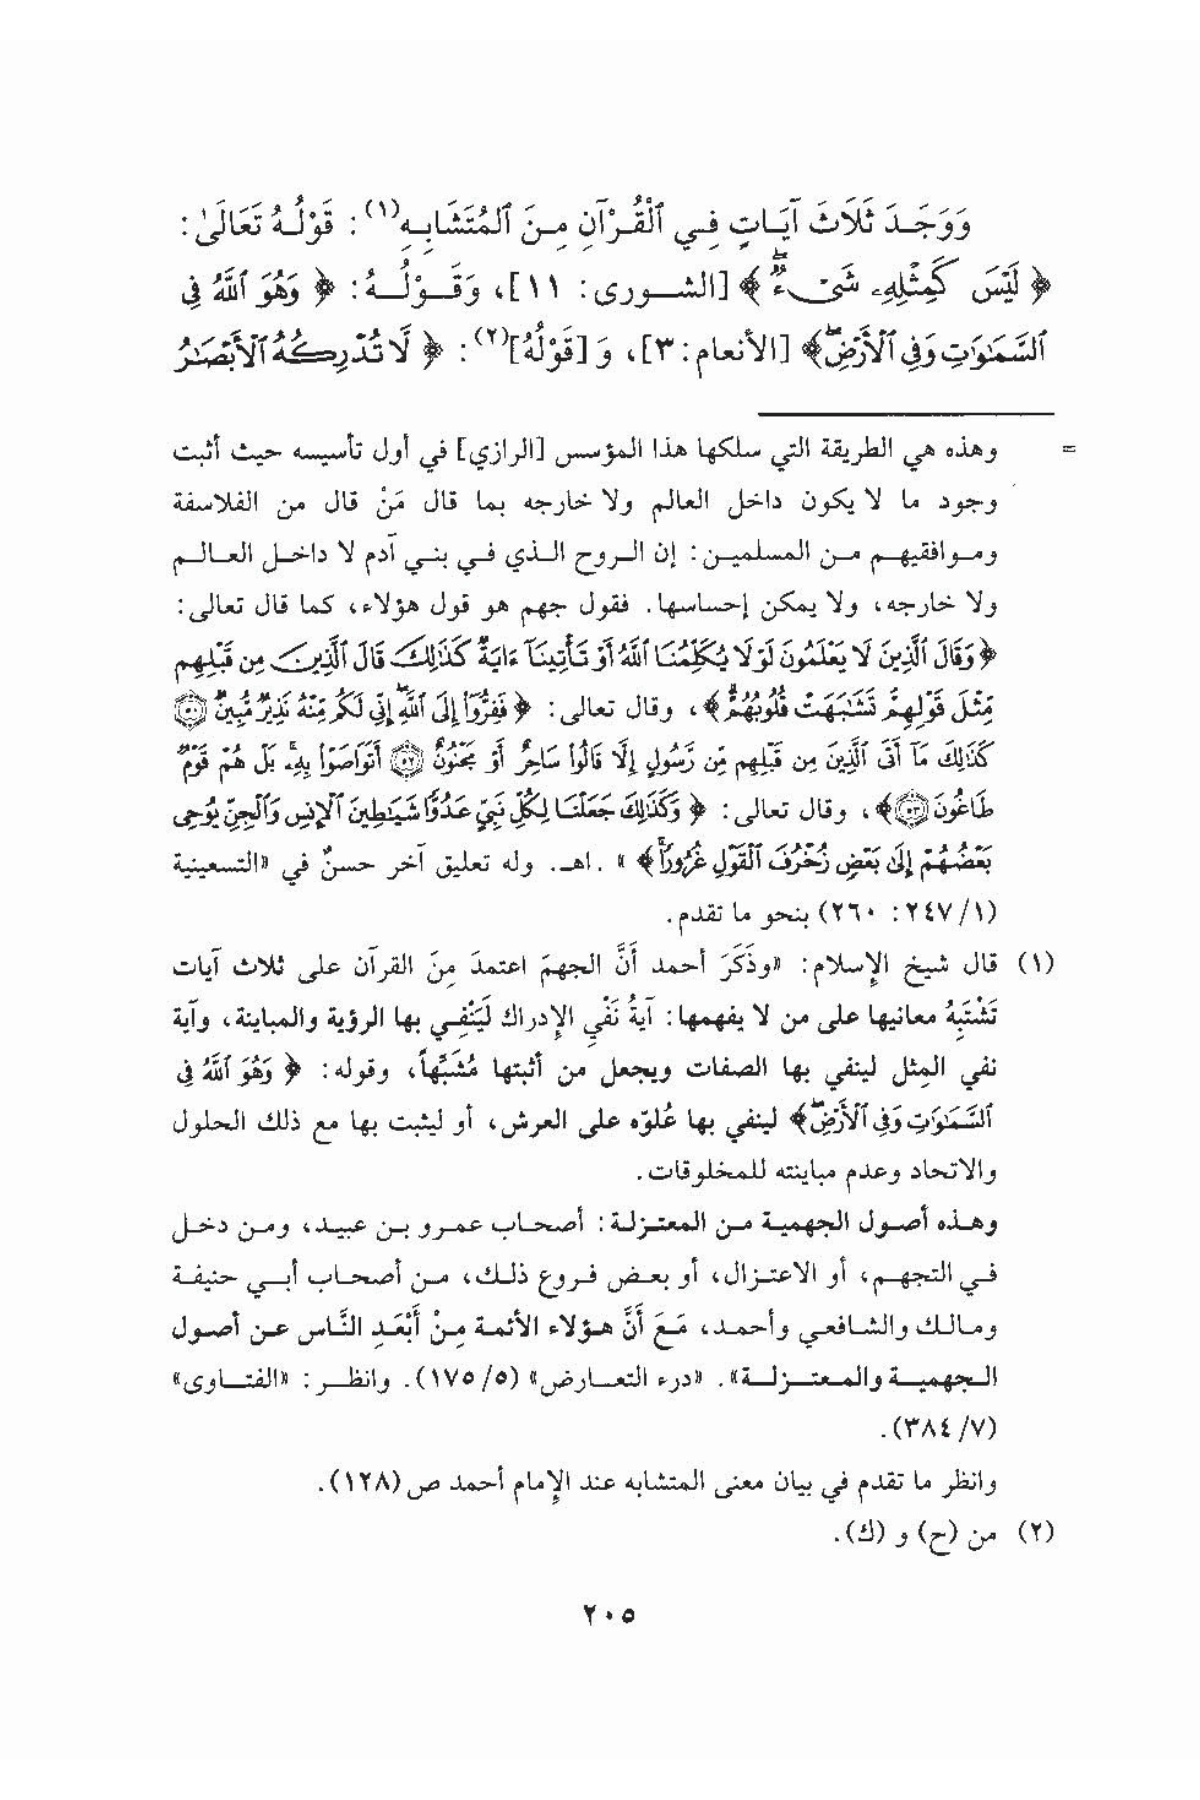 وَوَجَدَ ثَلَاثَ آيَاتٍ فِي ٱلْقُرْآنِ مِنَ ٱلمُتَشَابِهِ(١): قَوْلُهُ تَعَالَىٰ:
﴿ لَيْسَ كَمِثْلِهِۦ شَىْءٌۖ ﴾ [الشورى: ١١]، وَقَوْلُهُ: ﴿ وَهُوَ ٱللَّهُ فِى
ٱلسَّمَٰوَٰتِ وَفِى ٱلْأَرْضِۖ﴾ [الأنعام: ٣]، وَ [قَوْلُهُ](٢): ﴿ لَّا تُدْرِكُهُ ٱلْأَبْصَٰرُ
= وهذه هي الطريقة التي سلكها هذا المؤسس [الرازي] في أول تأسيسه حيث أثبت
وجود ما لا يكون داخل العالم ولا خارجه بما قال مَنْ قال من الفلاسفة
وموافقيهم من المسلمين: إن الروح الذي في بني آدم لا داخل العالم
ولا خارجه، ولا يمكن إحساسها. فقول جهم هو قول هؤلاء، كما قال تعالى:
﴿وَقَالَ ٱلَّذِينَ لَا يَعْلَمُونَ لَوْلَا يُكَلِّمُنَا ٱللَّهُ أَوْ تَأْتِينَآ ءَايَةٌ كَذَٰلِكَ قَالَ ٱلَّذِينَ مِن قَبْلِهِم
مِّثْلَ قَوْلِهِمْ تَشَٰبَهَتْ قُلُوبُهُمْ﴾، وقال تعالى: ﴿ فَفِرُّوٓا۟ إِلَى ٱللَّهِۖ إِنِّى لَكُم مِّنْهُ نَذِيرٌ مُّبِينٌ ۝٥٠
كَذَٰلِكَ مَآ أَتَى ٱلَّذِينَ مِن قَبْلِهِم مِّن رَّسُولٍ إِلَّا قَالُوا۟ سَاحِرٌ أَوْ مَجْنُونٌ ۝٥٢ أَتَوَاصَوْا۟ بِهِۦۚ بَلْ هُمْ قَوْمٌ
طَاغُونَ ۝٥٣﴾، وقال تعالى: ﴿ وَكَذَٰلِكَ جَعَلْنَا لِكُلِّ نَبِىٍّ عَدُوًّا شَيَٰطِينَ ٱلْإِنسِ وَٱلْجِنِّ يُوحِى
بَعْضُهُمْ إِلَىٰ بَعْضٍ زُخْرُفَ ٱلْقَوْلِ غُرُورًا﴾ » .اهـ. وله تعليق آخر حسنٌ في «التسعينية
(١/ ٢٤٧: ٢٦٠) بنحو ما تقدم.
(١) قال شيخ الإسلام: «وذَكَرَ أحمد أَنَّ الجهمَ اعتمدَ مِنَ القرآن على ثلاث آيات
تَشْتَبِهُ معانيها على من لا يفهمها: آيةُ نَفْيِ الإدراك لَيَنْفِي بها الرؤية والمباينة، وآية
نفي المِثل لينفي بها الصفات ويجعل من أثبتها مُشَبِّهاً، وقوله: ﴿ وَهُوَ ٱللَّهُ فِى
ٱلسَّمَٰوَٰتِ وَفِى ٱلْأَرْضِۖ﴾ لينفي بها عُلوّه على العرش، أو ليثبت بها مع ذلك الحلول
والاتحاد وعدم مباينته للمخلوقات.
وهذه أصول الجهمية من المعتزلة: أصحاب عمرو بن عبيد، ومن دخل
في التجهم، أو الاعتزال، أو بعض فروع ذلك، من أصحاب أبي حنيفة
ومالك والشافعي وأحمد، مَعَ أَنَّ هؤلاء الأئمة مِنْ أَبْعَدِ النَّاس عن أصول
الجهمية والمعتزلة». «درء التعارض» (٥/ ١٧٥). وانظر: «الفتاوى»
(٧/ ٣٨٤).
وانظر ما تقدم في بيان معنى المتشابه عند الإمام أحمد ص (١٢٨).
(٢) من (ح) و (ك).
٢٠٥